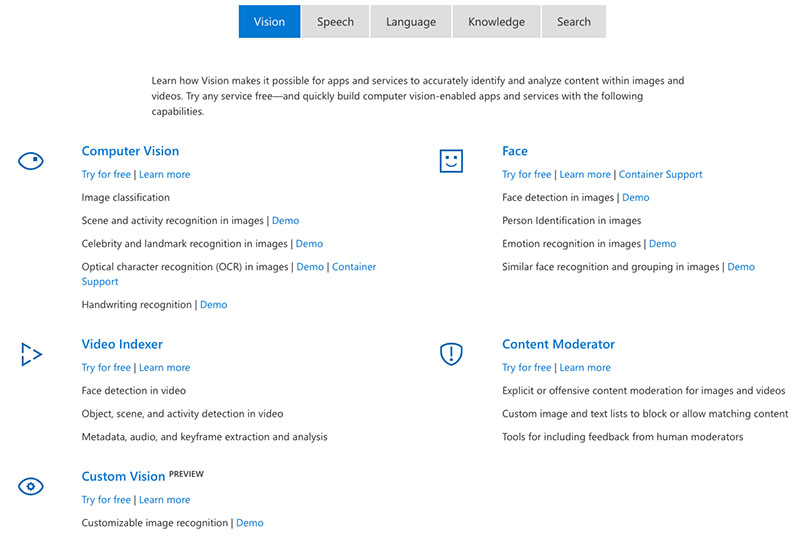 Vision
Speech
Language
Knowledge
Search
Learn how Vision makes it possible for apps and services to accurately identify and analyze content within images and
videos. Try any service free—and quickly build computer vision-enabled apps and services with the following
capabilities.
Computer Vision
Try for free | Learn more
Image classification
Scene and activity recognition in images | Demo
Celebrity and landmark recognition in images | Demo
Optical character recognition (OCR) in images | Demo | Container
Support
Handwriting recognition | Demo
Face
Try for free | Learn more | Container Support
Face detection in images | Demo
Person Identification in images
Emotion recognition in images | Demo
Similar face recognition and grouping in images | Demo
Video Indexer
Try for free | Learn more
Face detection in video
Object, scene, and activity detection in video
Metadata, audio, and keyframe extraction and analysis
Content Moderator
Try for free | Learn more
Explicit or offensive content moderation for images and videos
Custom image and text lists to block or allow matching content
Tools for including feedback from human moderators
Custom Vision PREVIEW
Try for free | Learn more
Customizable image recognition | Demo